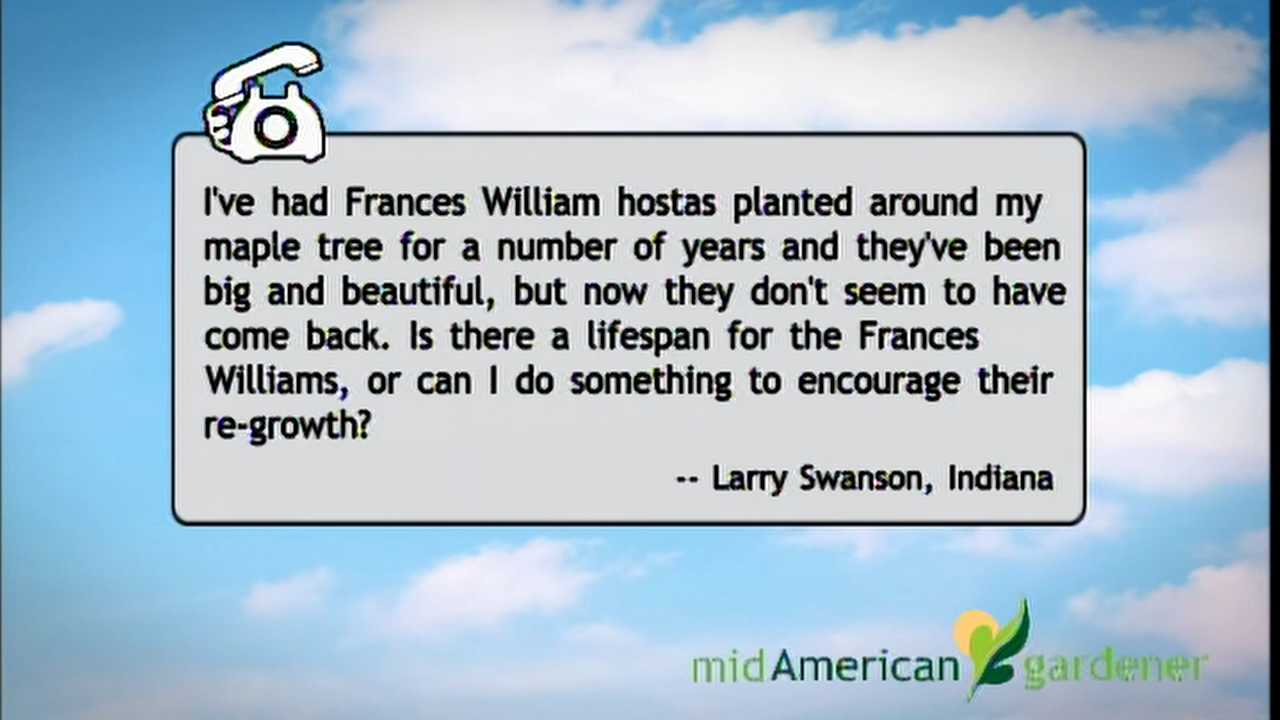 I've had Frances William hostas planted around my
maple tree for a number of years and they've been
big and beautiful, but now they don't seem to have
come back. Is there a lifespan for the Frances
Williams, or can I do something to encourage their
re-growth?
-- Larry Swanson, Indiana
mid American gardener